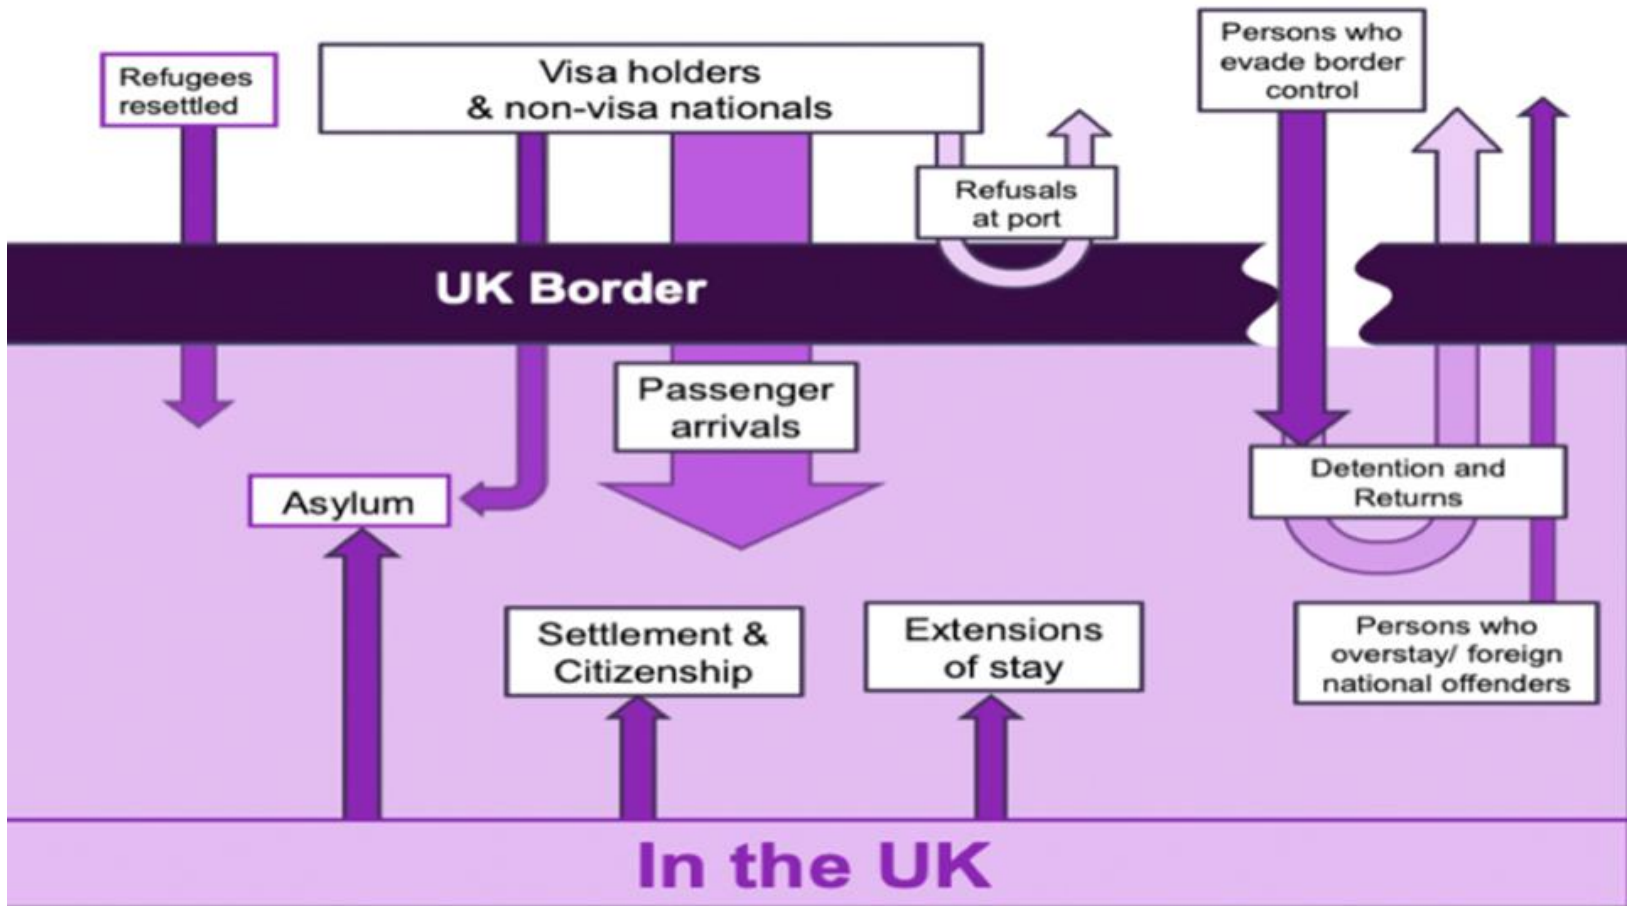 Refugees
resettled
Visa holders
& non-visa nationals
Persons who
evade border
control
Refusals
at port
UK Border
Passenger
arrivals
Asylum
Detention and
Returns
Settlement &
Citizenship
Extensions
of stay
Persons who
overstay/ foreign
national offenders
In the UK